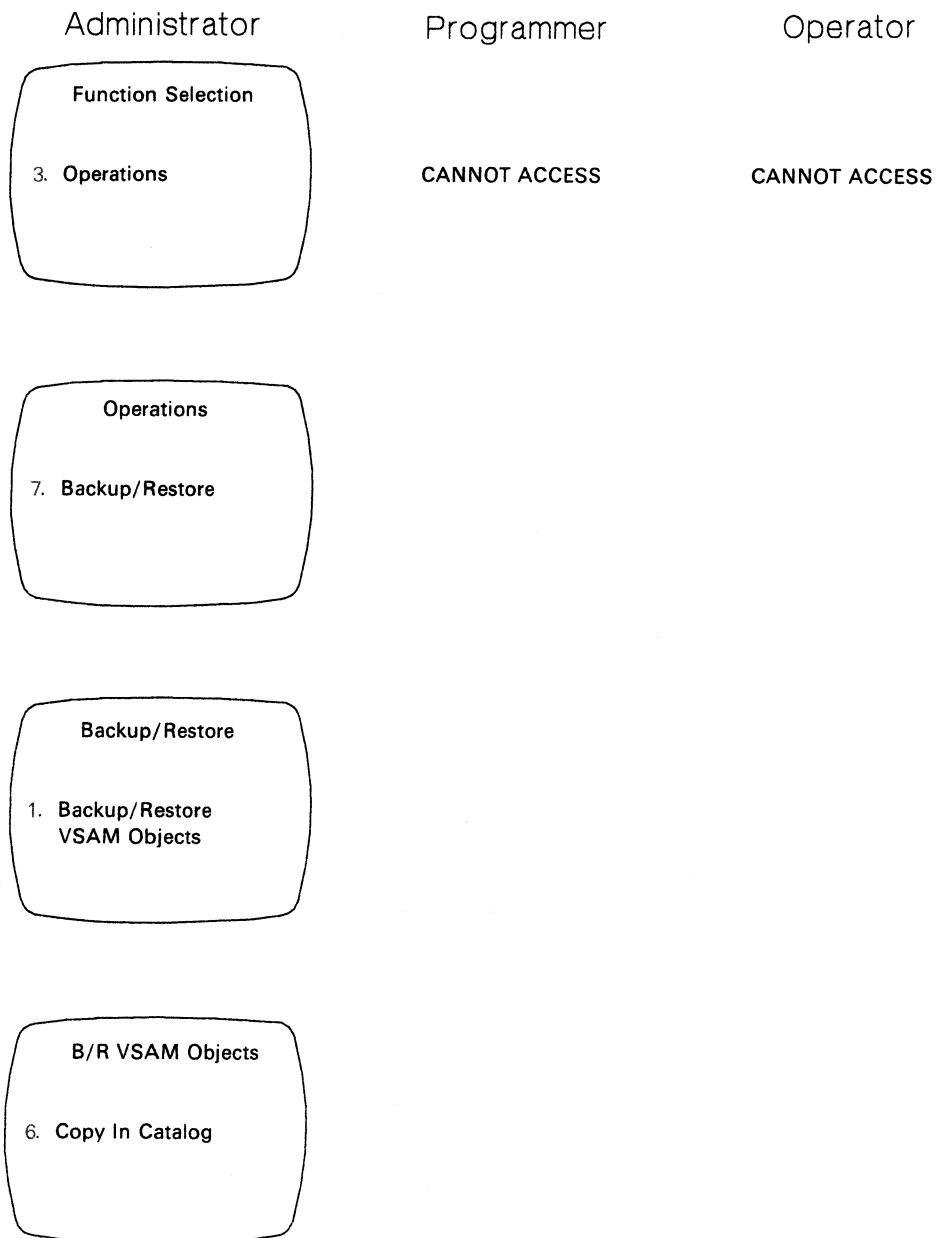 Administrator Programmer Operator
Function Selection
3. Operations CANNOT ACCESS CANNOT ACCESS
Operations
7. Backup/Restore
Backup/Restore
1. Backup/Restore
VSAM Objects
B/R VSAM Objects
6. Copy In Catalog